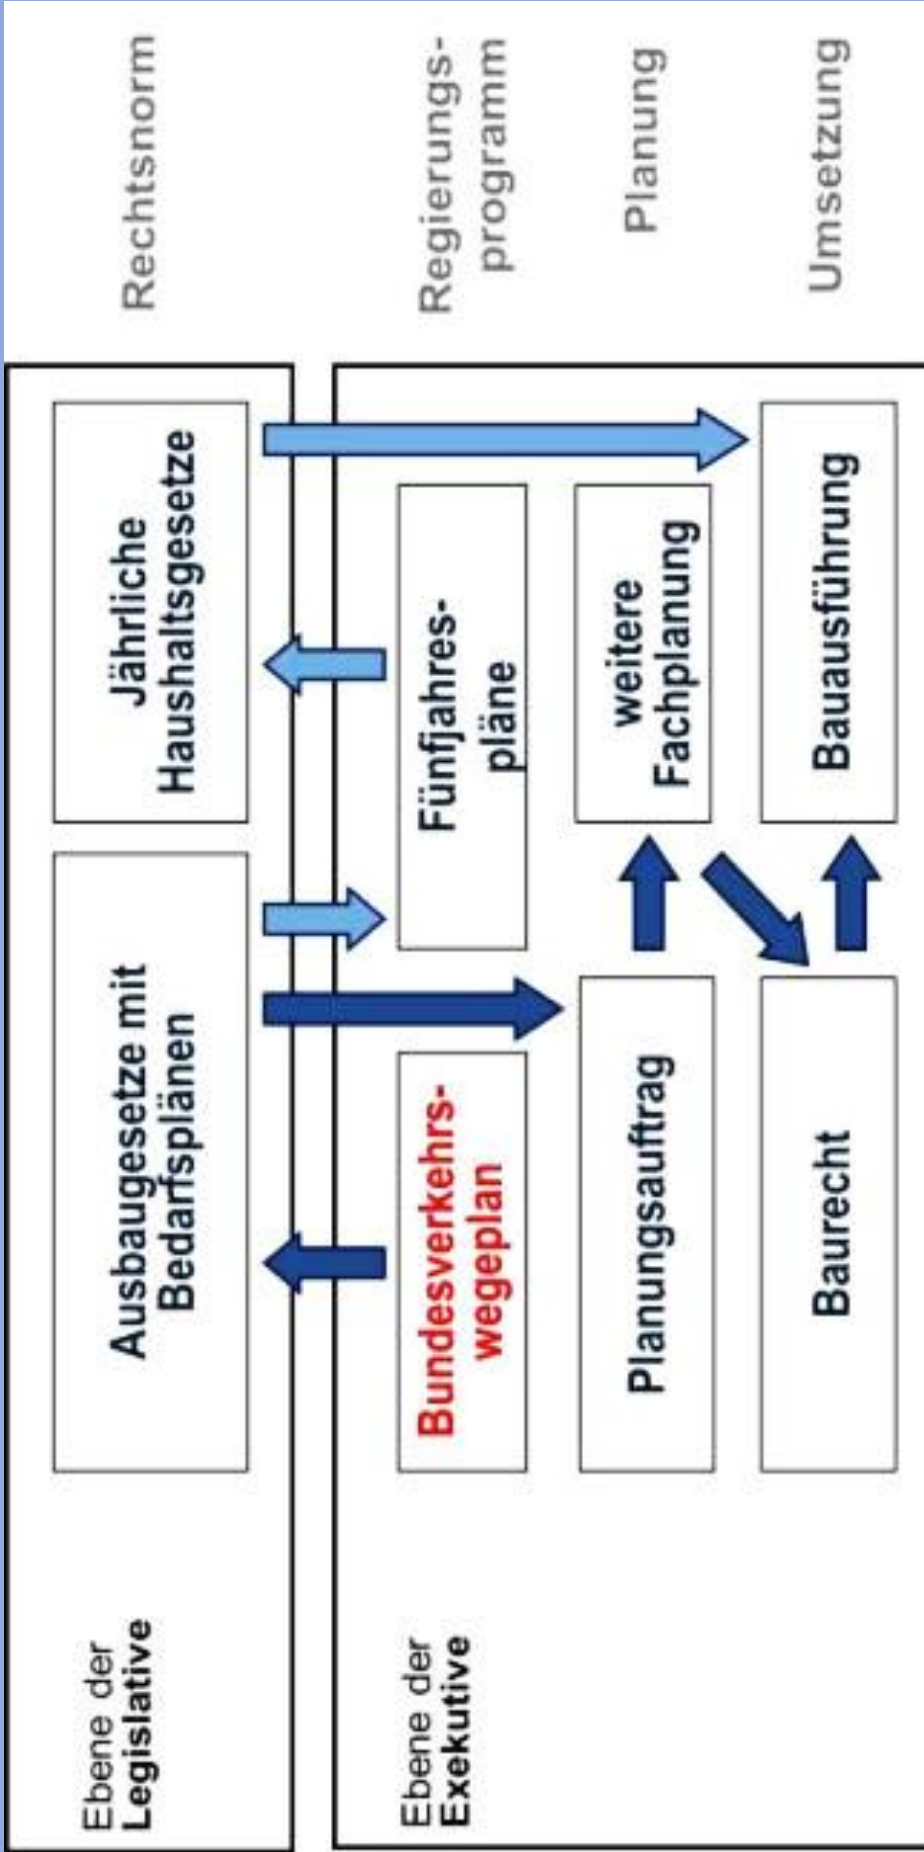 Ebene der
Legislative
Ausbaugesetze mit
Bedarfsplänen
Jährliche
Haushaltsgesetze
Rechtsnorm
Ebene der
Exekutive
Bundesverkehrs-
wegeplan
Fünfjahres-
pläne
Regierungs-
programm
Planungsauftrag
weitere
Fachplanung
Planung
Baurecht
Bauausführung
Umsetzung